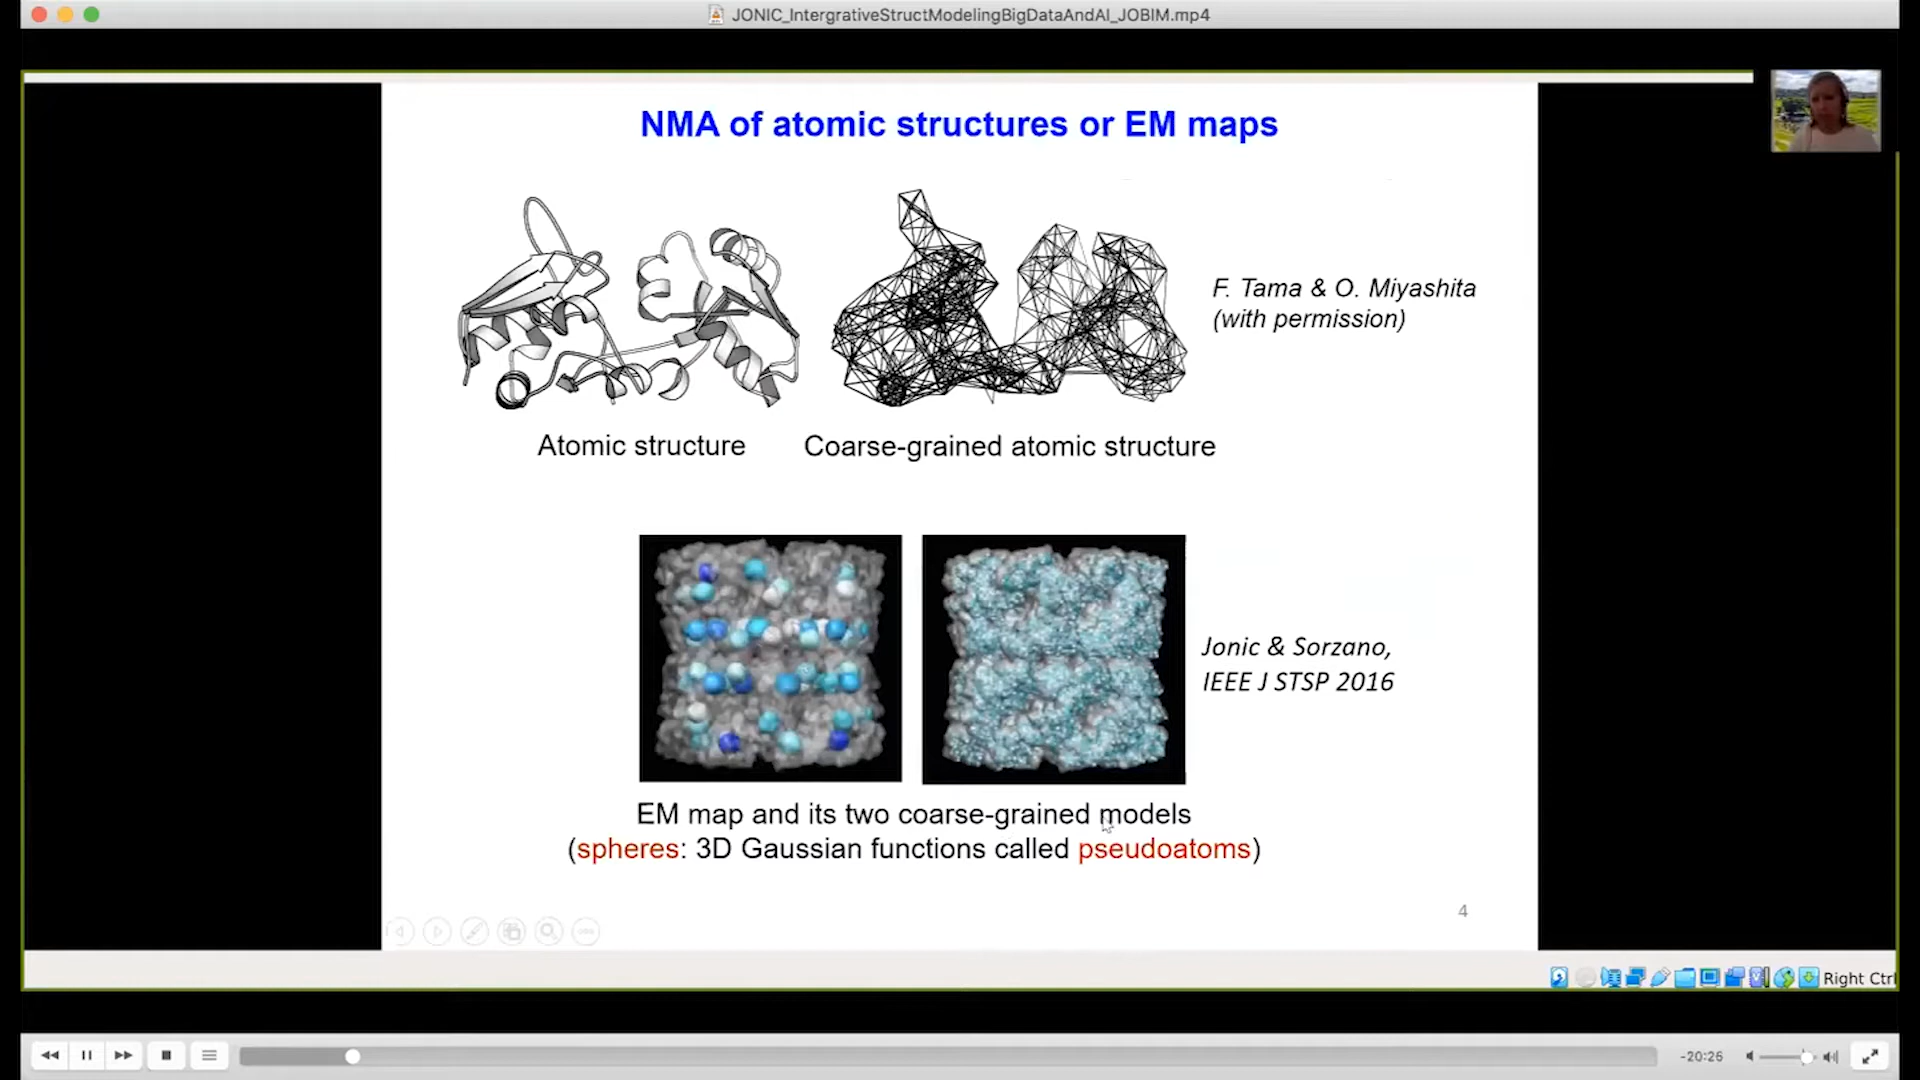 JONIC_IntergrativeStructModelingBigDataAndAI_JOBIM.mp4
NMA of atomic structures or EM maps
F. Tama & O. Miyashita
(with permission)
Atomic structure
Coarse-grained atomic structure
Jonic & Sorzano,
IEEE J STSP 2016
EM map and its two coarse-grained models
(spheres: 3D Gaussian functions called pseudoatoms)
4
Right Ctrl
-20:26